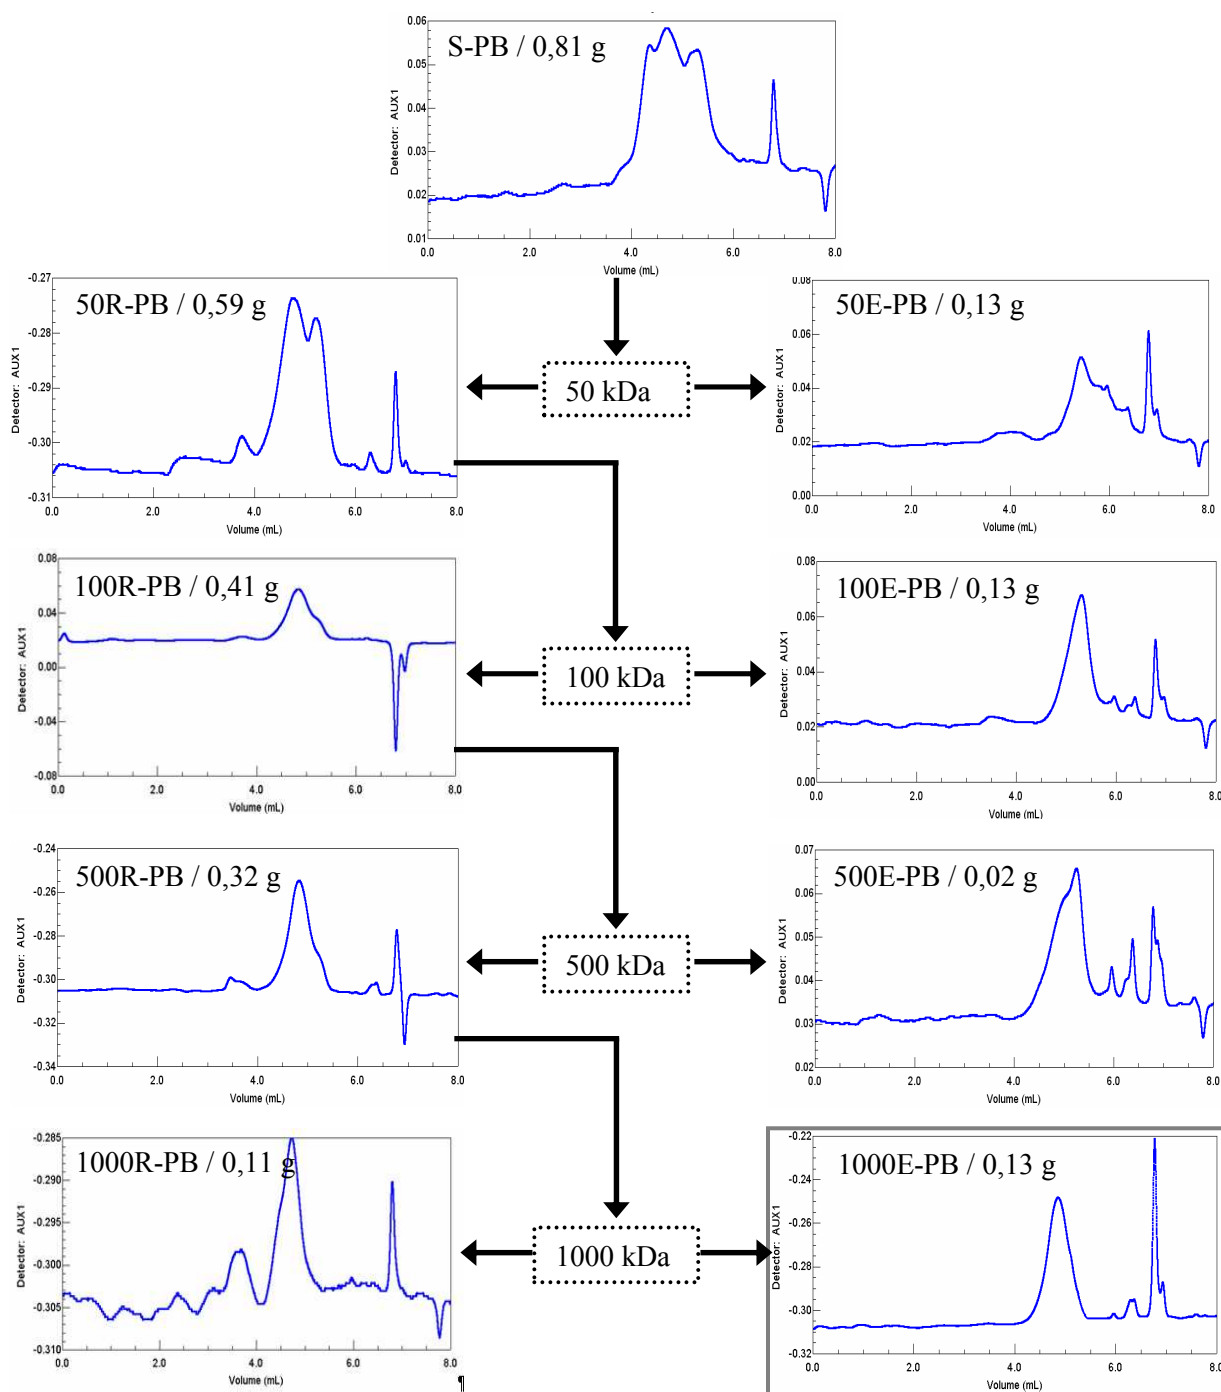 S-PB / 0,81 g
0.06
0.05
0.04
0.03
0.02
0.01
Detector: AUX1
0.0 2.0 4.0 6.0 8.0
Volume (mL)
50R-PB / 0,59 g
-0.27
-0.28
-0.29
-0.30
-0.31
Detector: AUX1
0.0 2.0 4.0 6.0 8.0
Volume (mL)
50 kDa
50E-PB / 0,13 g
0.08
0.06
0.04
0.02
0.00
Detector: AUX1
0.0 2.0 4.0 6.0 8.0
Volume (mL)
100R-PB / 0,41 g
0.08
0.04
0.00
-0.04
-0.08
Detector: AUX1
0.0 2.0 4.0 6.0 8.0
Volume (mL)
100 kDa
100E-PB / 0,13 g
0.08
0.06
0.04
0.02
0.00
Detector: AUX1
0.0 2.0 4.0 6.0 8.0
Volume (mL)
500R-PB / 0,32 g
-0.24
-0.26
-0.28
-0.30
-0.32
-0.34
Detector: AUX1
0.0 2.0 4.0 6.0 8.0
Volume (mL)
500 kDa
500E-PB / 0,02 g
0.07
0.06
0.05
0.04
0.03
0.02
Detector: AUX1
0.0 2.0 4.0 6.0 8.0
Volume (mL)
1000R-PB / 0,11 g
-0.285
-0.290
-0.295
-0.300
-0.305
-0.310
Detector: AUX1
0.0 2.0 4.0 6.0 8.0
Volume (mL)
¶
1000 kDa
1000E-PB / 0,13 g
-0.22
-0.26
-0.30
-0.32
Detector: AUX1
0.0 2.0 4.0 6.0 8.0
Volume (mL)